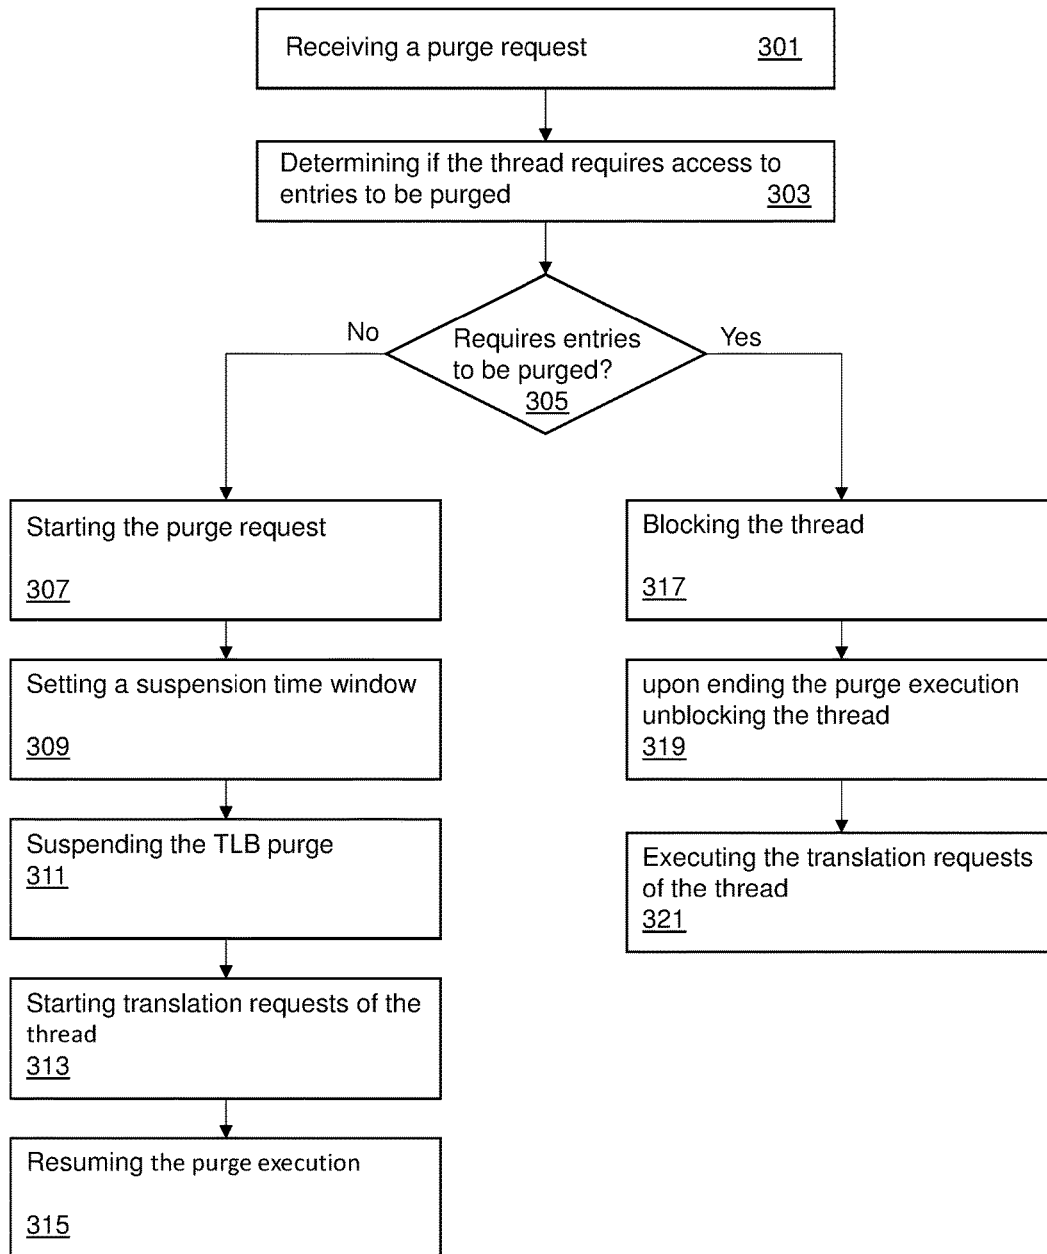 Receiving a purge request 301
Determining if the thread requires access to
entries to be purged 303
No
Requires entries
to be purged?
305
Yes
Starting the purge request
307
Setting a suspension time window
309
Suspending the TLB purge
311
Starting translation requests of the
thread
313
Resuming the purge execution
315
Blocking the thread
317
upon ending the purge execution
unblocking the thread
319
Executing the translation requests
of the thread
321